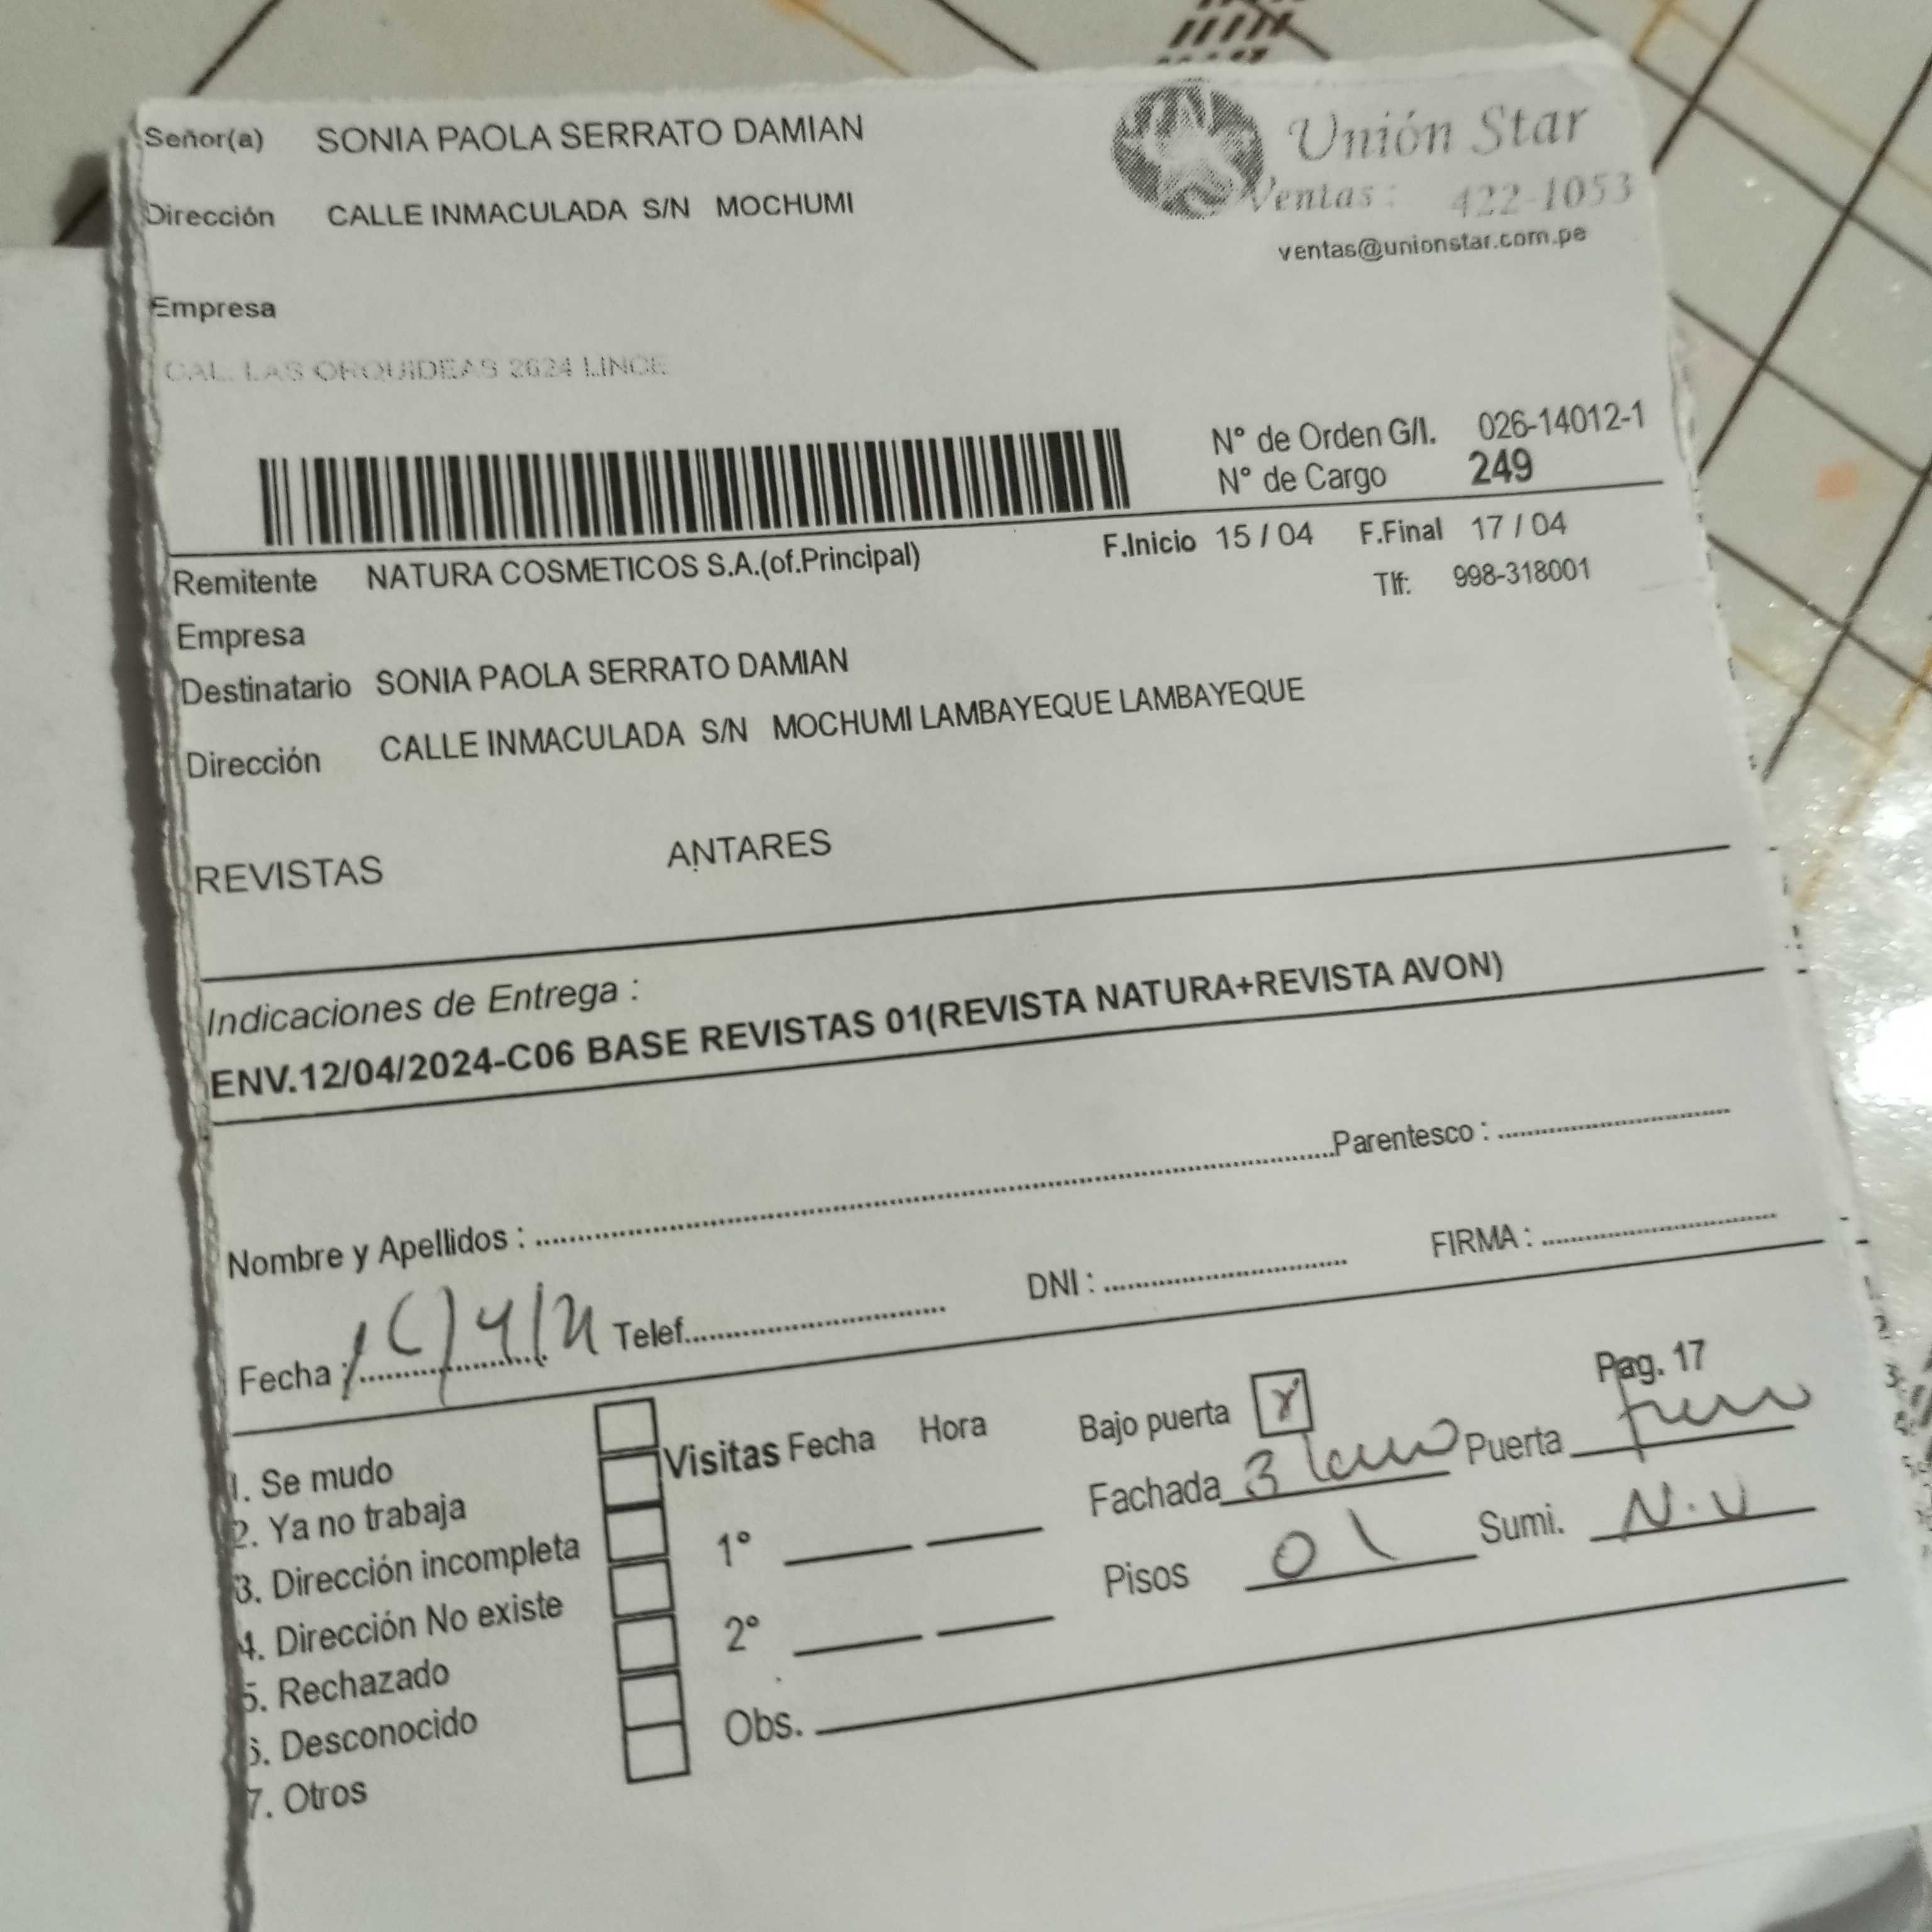 Señor(a) SONIA PAOLA SERRATO DAMIAN
Unión Star
Dirección CALLE INMACULADA S/N MOCHUMI
Ventas: 422-1053
ventas@unionstar.com.pe
Empresa
CAL. LAS ORQUIDEAS 2624 LINCE
N° de Orden G/I. 026-14012-1
N° de Cargo 249
F.Inicio 15 / 04 F.Final 17 / 04
Remitente NATURA COSMETICOS S.A.(of.Principal)
Tlf: 998-318001
Empresa
Destinatario SONIA PAOLA SERRATO DAMIAN
Dirección CALLE INMACULADA S/N MOCHUMI LAMBAYEQUE LAMBAYEQUE
REVISTAS ANTARES
Indicaciones de Entrega :
ENV.12/04/2024-C06 BASE REVISTAS 01(REVISTA NATURA+REVISTA AVON)
Nombre y Apellidos : Parentesco :
Fecha : Telef. DNI : FIRMA :
Pag. 17
1. Se mudo
2. Ya no trabaja
3. Dirección incompleta
4. Dirección No existe
5. Rechazado
6. Desconocido
7. Otros
Visitas Fecha Hora
1°
2°
Obs.
Bajo puerta
Fachada 3 Puerta
Pisos 01 Sumi. N.U